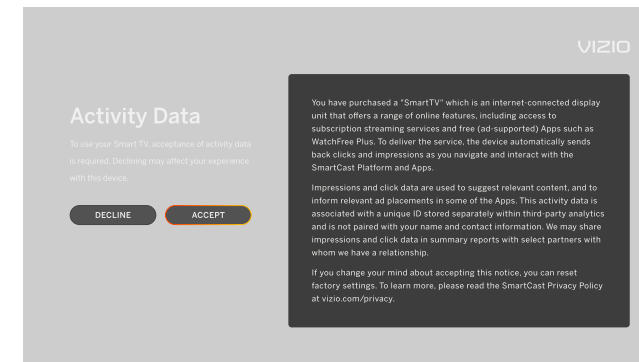 VIZIO
Activity Data
To use your Smart TV, acceptance of activity data
is required. Declining may affect your experience
with this device.
DECLINE
ACCEPT
You have purchased a "SmartTV" which is an internet-connected display
unit that offers a range of online features, including access to
subscription streaming services and free (ad-supported) Apps such as
WatchFree Plus. To deliver the service, the device automatically sends
back clicks and impressions as you navigate and interact with the
SmartCast Platform and Apps.
Impressions and click data are used to suggest relevant content, and to
inform relevant ad placements in some of the Apps. This activity data is
associated with a unique ID stored separately within third-party analytics
and is not paired with your name and contact information. We may share
impressions and click data in summary reports with select partners with
whom we have a relationship.
If you change your mind about accepting this notice, you can reset
factory settings. To learn more, please read the SmartCast Privacy Policy
at vizio.com/privacy.